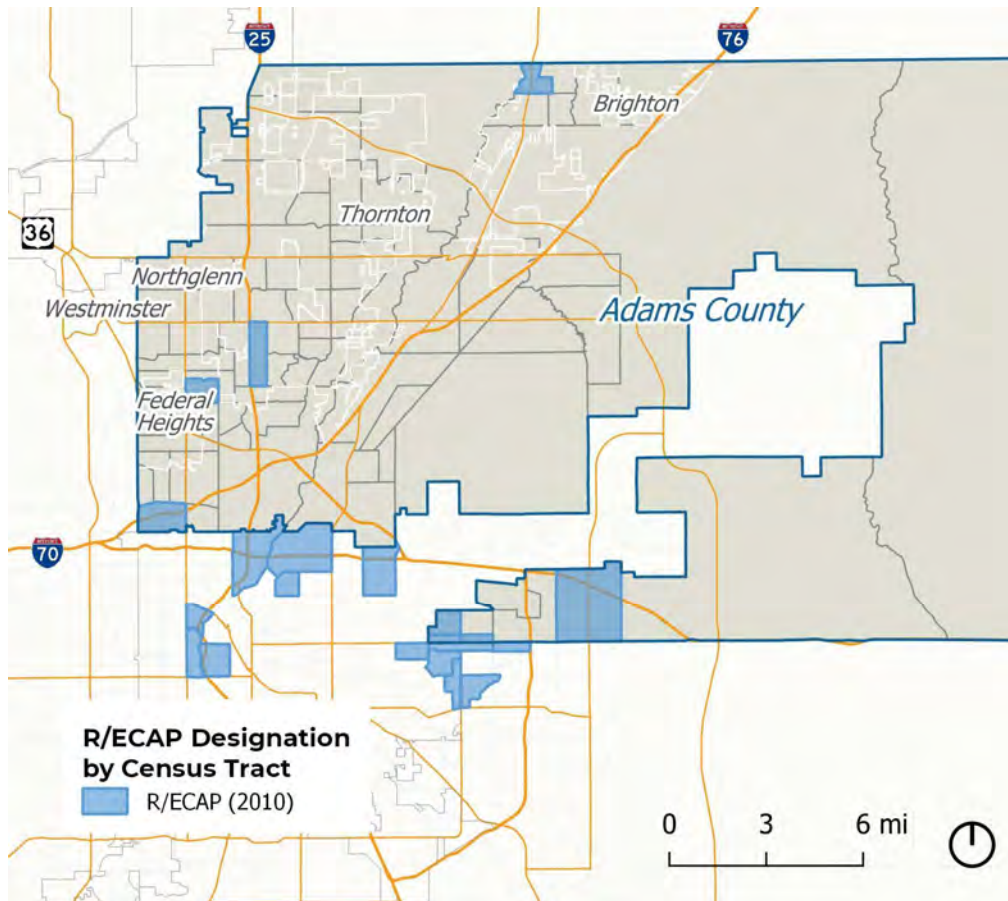 25
76
Brighton
Thornton
36
Northglenn
Westminster
Adams County
Federal
Heights
70
R/ECAP Designation
by Census Tract
R/ECAP (2010)
0 3 6 mi